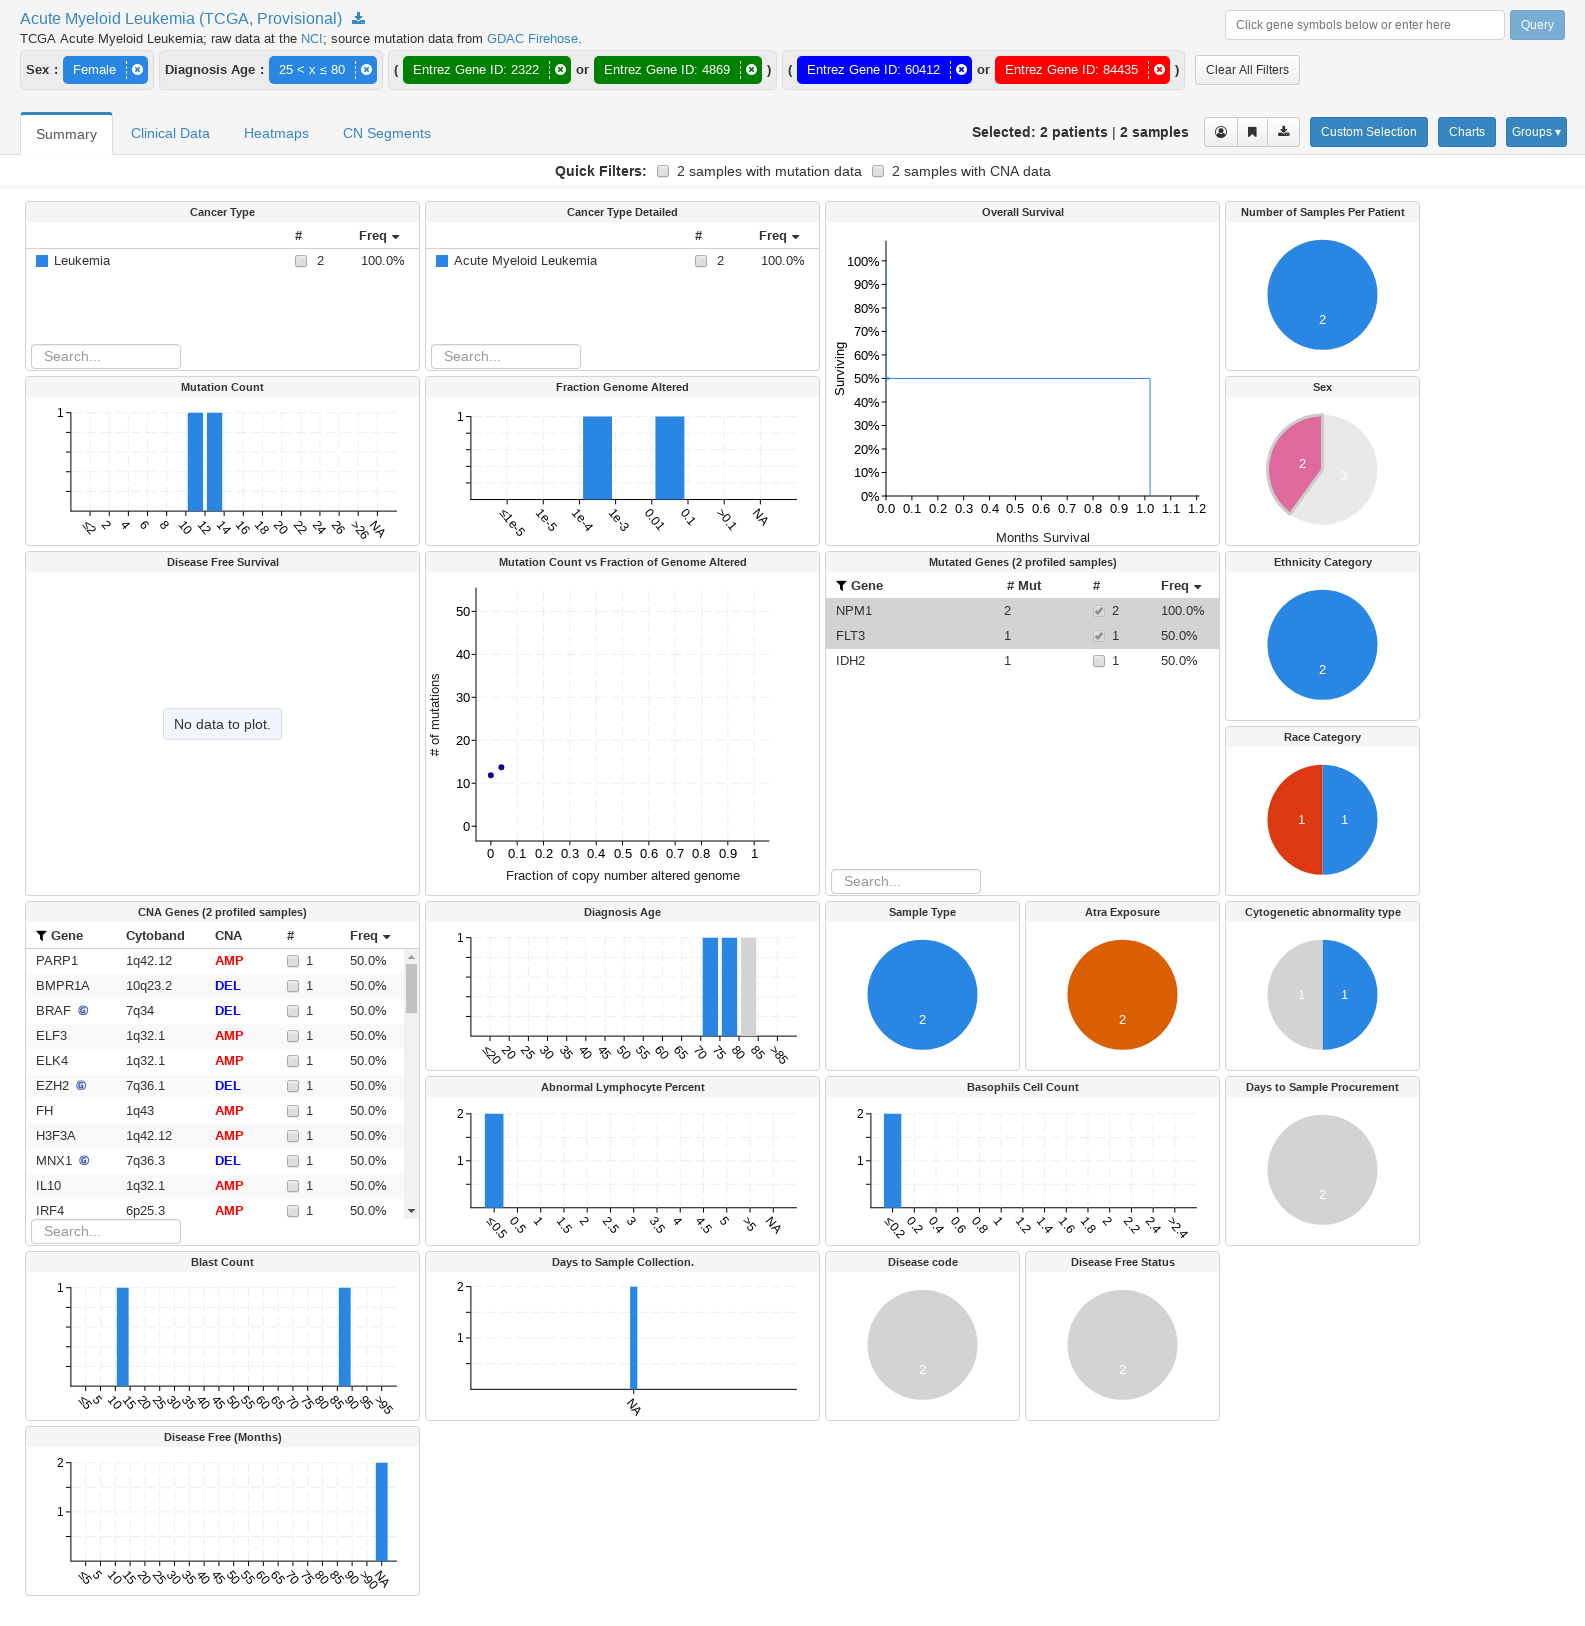 Acute Myeloid Leukemia (TCGA, Provisional)
Click gene symbols below or enter here
Query
TCGA Acute Myeloid Leukemia; raw data at the NCI; source mutation data from GDAC Firehose.
Sex : Female
Diagnosis Age : 25 < x ≤ 80
( Entrez Gene ID: 2322 or Entrez Gene ID: 4869 )
( Entrez Gene ID: 60412 or Entrez Gene ID: 84435 )
Clear All Filters
Summary
Clinical Data
Heatmaps
CN Segments
Selected: 2 patients | 2 samples
Custom Selection
Charts
Groups ▾
Quick Filters: 2 samples with mutation data 2 samples with CNA data
Cancer Type
# Freq
Leukemia 2 100.0%
Search...
Cancer Type Detailed
# Freq
Acute Myeloid Leukemia 2 100.0%
Search...
Overall Survival
100%
90%
80%
70%
60%
50%
40%
30%
20%
10%
0%
Surviving
0.0 0.1 0.2 0.3 0.4 0.5 0.6 0.7 0.8 0.9 1.0 1.1 1.2
Months Survival
Number of Samples Per Patient
2
Mutation Count
1
≤2 2 4 6 8 10 12 14 16 18 20 22 24 26 >26 NA
Fraction Genome Altered
1
≤1e-5 1e-5 1e-4 1e-3 0.01 0.1 >0.1 NA
Sex
2
3
Disease Free Survival
No data to plot.
Mutation Count vs Fraction of Genome Altered
50
40
30
20
10
0
# of mutations
0 0.1 0.2 0.3 0.4 0.5 0.6 0.7 0.8 0.9 1
Fraction of copy number altered genome
Mutated Genes (2 profiled samples)
Gene # Mut # Freq
NPM1 2 2 100.0%
FLT3 1 1 50.0%
IDH2 1 1 50.0%
Search...
Ethnicity Category
2
Race Category
1 1
CNA Genes (2 profiled samples)
Gene Cytoband CNA # Freq
PARP1 1q42.12 AMP 1 50.0%
BMPR1A 10q23.2 DEL 1 50.0%
BRAF G 7q34 DEL 1 50.0%
ELF3 1q32.1 AMP 1 50.0%
ELK4 1q32.1 AMP 1 50.0%
EZH2 G 7q36.1 DEL 1 50.0%
FH 1q43 AMP 1 50.0%
H3F3A 1q42.12 AMP 1 50.0%
MNX1 G 7q36.3 DEL 1 50.0%
IL10 1q32.1 AMP 1 50.0%
IRF4 6p25.3 AMP 1 50.0%
Search...
Diagnosis Age
1
≤20 20 25 30 35 40 45 50 55 60 65 70 75 80 85 >85
Sample Type
2
Atra Exposure
2
Cytogenetic abnormality type
1 1
Abnormal Lymphocyte Percent
2
1
≤0.5 0.5 1 1.5 2 2.5 3 3.5 4 4.5 5 >5 NA
Basophils Cell Count
2
1
≤0.2 0.2 0.4 0.6 0.8 1 1.2 1.4 1.6 1.8 2 2.2 2.4 >2.4
Days to Sample Procurement
2
Blast Count
1
≤5 5 10 15 20 25 30 35 40 45 50 55 60 65 70 75 80 85 90 95 >95
Days to Sample Collection.
2
1
NA
Disease code
2
Disease Free Status
2
Disease Free (Months)
2
1
≤5 5 10 15 20 25 30 35 40 45 50 55 60 65 70 75 80 85 90 >90 NA